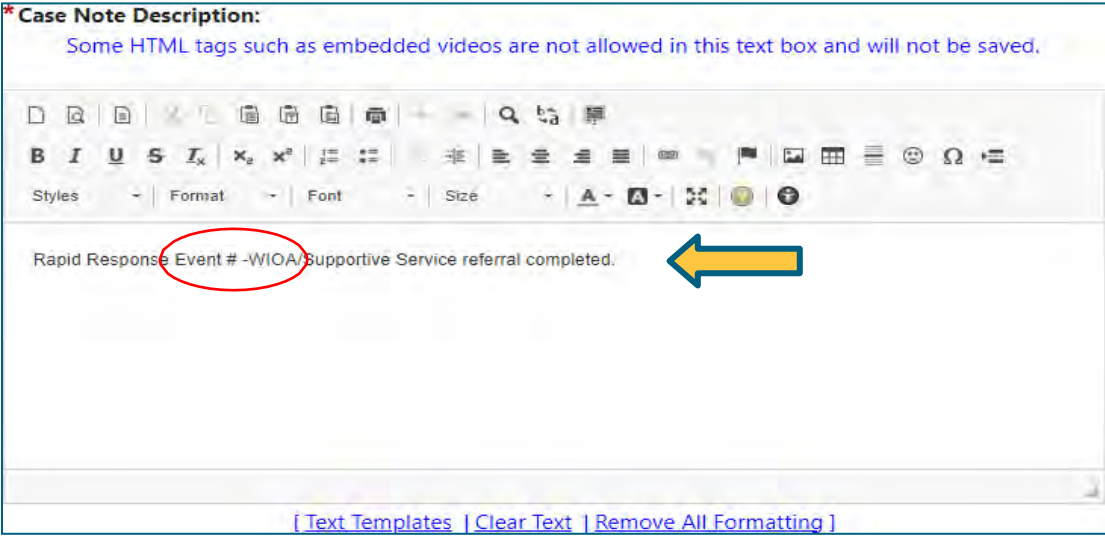 *Case Note Description:
Some HTML tags such as embedded videos are not allowed in this text box and will not be saved.
B I U S Tx x₂ x² Ω
Styles Format Font Size A A
Rapid Response Event # -WIOA/Supportive Service referral completed.
[ Text Templates | Clear Text | Remove All Formatting ]